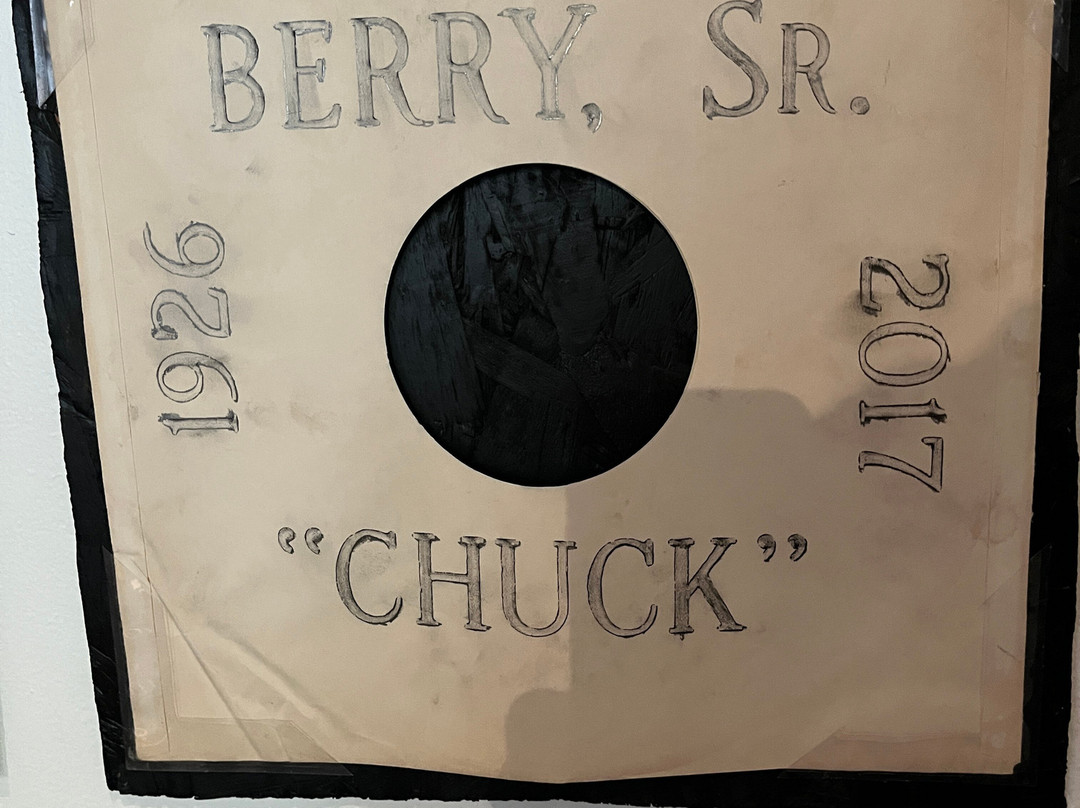 BERRY, SR.
1926
2017
“CHUCK”